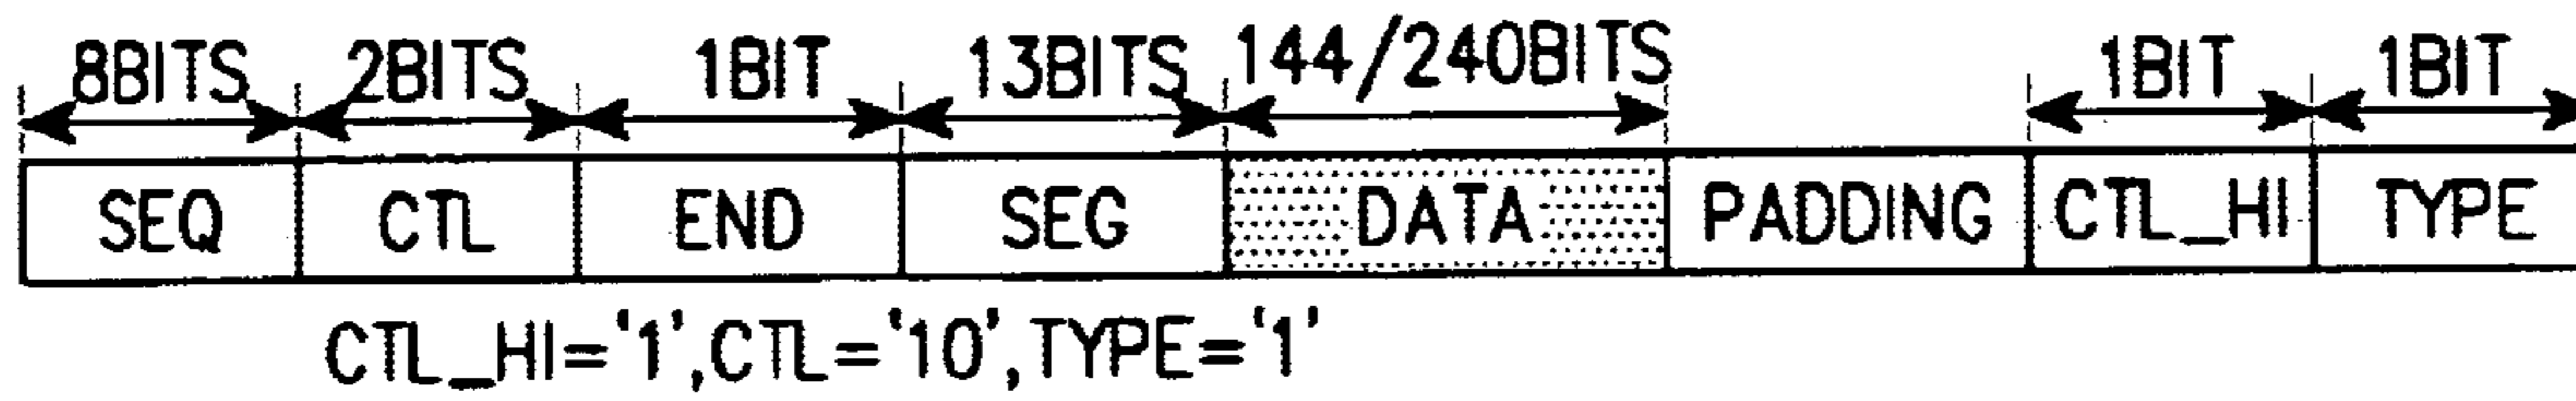 8BITS 2BITS 1BIT 13BITS 144/240BITS 1BIT 1BIT
SEQ CTL END SEG DATA PADDING CTL_HI TYPE
CTL_HI='1',CTL='10',TYPE='1'